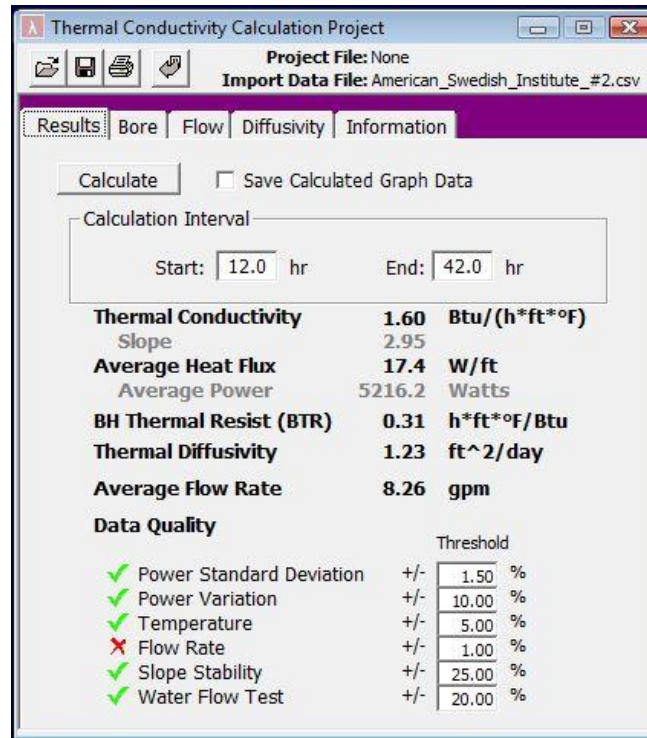 λ Thermal Conductivity Calculation Project
Project File: None
Import Data File: American_Swedish_Institute_#2.csv
Results Bore Flow Diffusivity Information
Calculate Save Calculated Graph Data
Calculation Interval
Start: 12.0 hr End: 42.0 hr
Thermal Conductivity 1.60 Btu/(h*ft*°F)
Slope 2.95
Average Heat Flux 17.4 W/ft
Average Power 5216.2 Watts
BH Thermal Resist (BTR) 0.31 h*ft*°F/Btu
Thermal Diffusivity 1.23 ft^2/day
Average Flow Rate 8.26 gpm
Data Quality
Threshold
Power Standard Deviation +/- 1.50 %
Power Variation +/- 10.00 %
Temperature +/- 5.00 %
Flow Rate +/- 1.00 %
Slope Stability +/- 25.00 %
Water Flow Test +/- 20.00 %